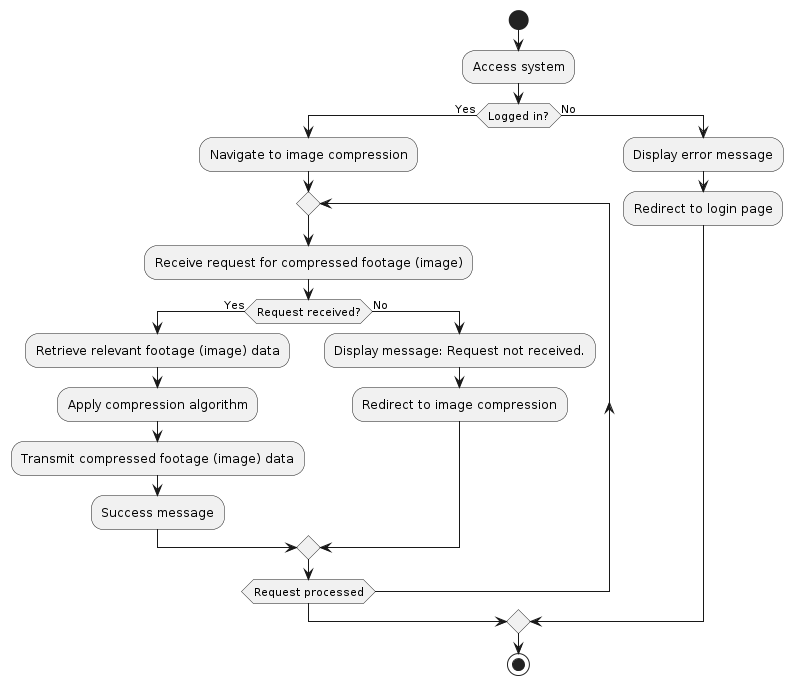 Access system
Yes
Logged in?
No
Navigate to image compression
Display error message
Redirect to login page
Receive request for compressed footage (image)
Yes
Request received?
No
Retrieve relevant footage (image) data
Display message: Request not received.
Apply compression algorithm
Redirect to image compression
Transmit compressed footage (image) data
Success message
Request processed